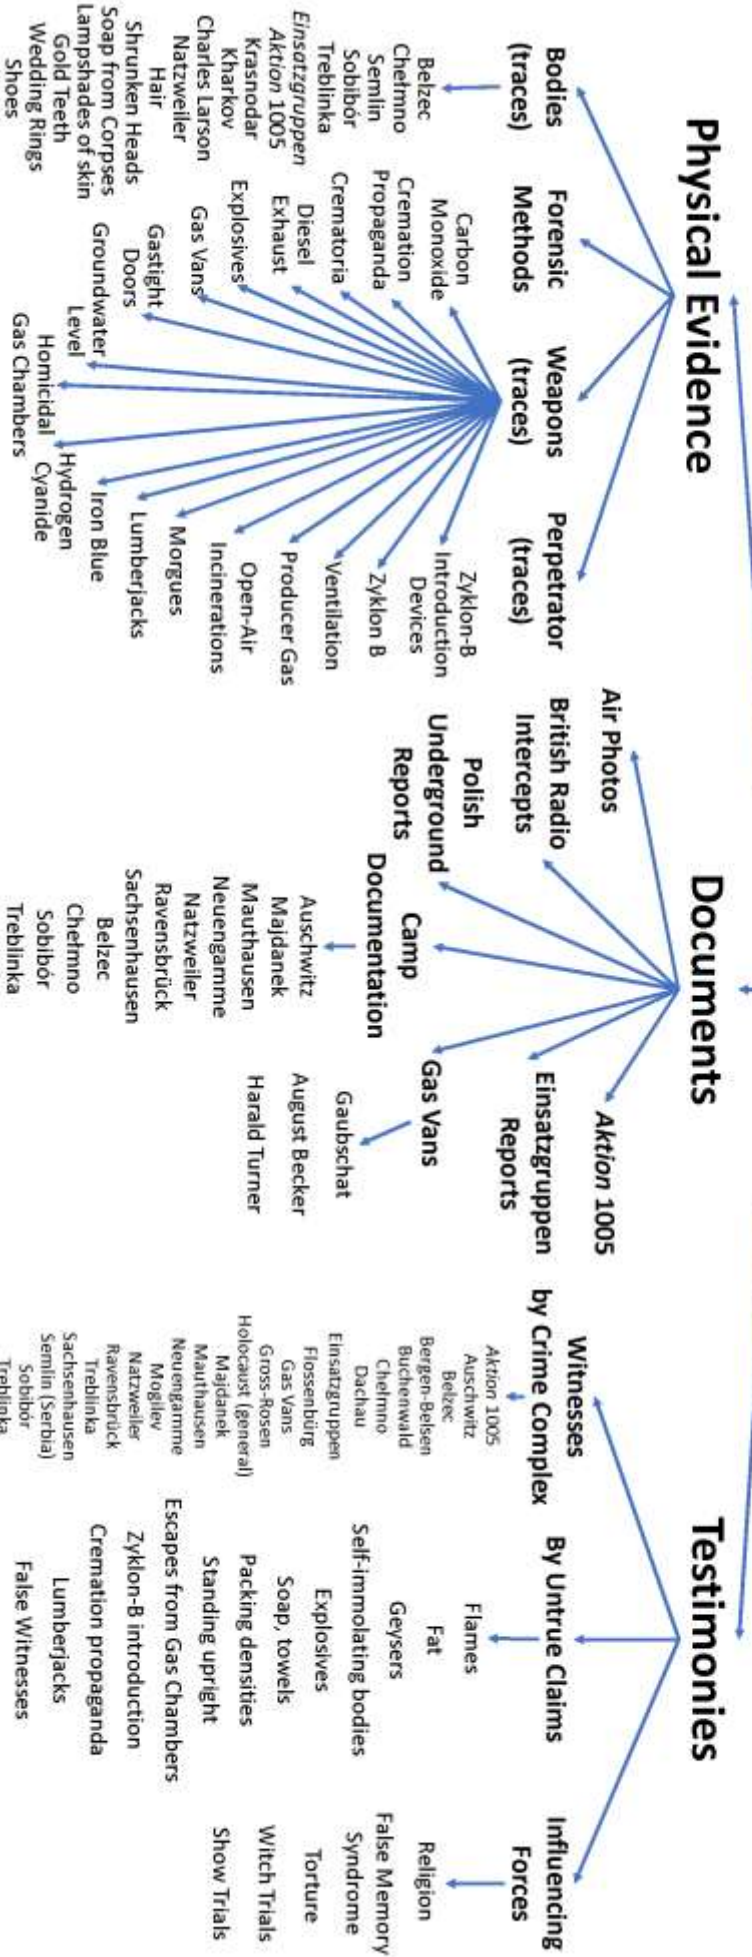 Physical Evidence
Bodies
(traces)
Belzec
Chełmno
Semlin
Sobibór
Treblinka
Einsatzgruppen
Aktion 1005
Krasnodar
Kharkov
Charles Larson
Natzweiler
Hair
Shrunken Heads
Soap from Corpses
Lampshades of skin
Gold Teeth
Wedding Rings
Shoes
Forensic
Methods
Weapons
(traces)
Carbon
Monoxide
Cremation
Propaganda
Crematoria
Diesel
Exhaust
Explosives
Gas Vans
Gastight
Doors
Groundwater
Level
Homicidal
Gas Chambers
Hydrogen
Cyanide
Iron Blue
Lumberjacks
Morgues
Open-Air
Incinerations
Producer Gas
Ventilation
Zyklon B
Zyklon-B
Introduction
Devices
Perpetrator
(traces)
Documents
Air Photos
British Radio
Intercepts
Polish
Underground
Reports
Camp
Documentation
Auschwitz
Majdanek
Mauthausen
Neuengamme
Natzweiler
Ravensbrück
Sachsenhausen
Belzec
Chełmno
Sobibór
Treblinka
Gas Vans
Gaubschat
August Becker
Harald Turner
Einsatzgruppen
Reports
Aktion 1005
Testimonies
Witnesses
by Crime Complex
Aktion 1005
Auschwitz
Belzec
Bergen-Belsen
Buchenwald
Chełmno
Dachau
Einsatzgruppen
Flossenbürg
Gas Vans
Gross-Rosen
Holocaust (general)
Majdanek
Mauthausen
Neuengamme
Mogilev
Natzweiler
Ravensbrück
Treblinka
Sachsenhausen
Semlin (Serbia)
Sobibór
Treblinka
By Untrue Claims
Flames
Fat
Geysers
Self-immolating bodies
Explosives
Soap, towels
Packing densities
Standing upright
Escapes from Gas Chambers
Zyklon-B introduction
Cremation propaganda
Lumberjacks
False Witnesses
Influencing
Forces
Religion
False Memory
Syndrome
Torture
Witch Trials
Show Trials